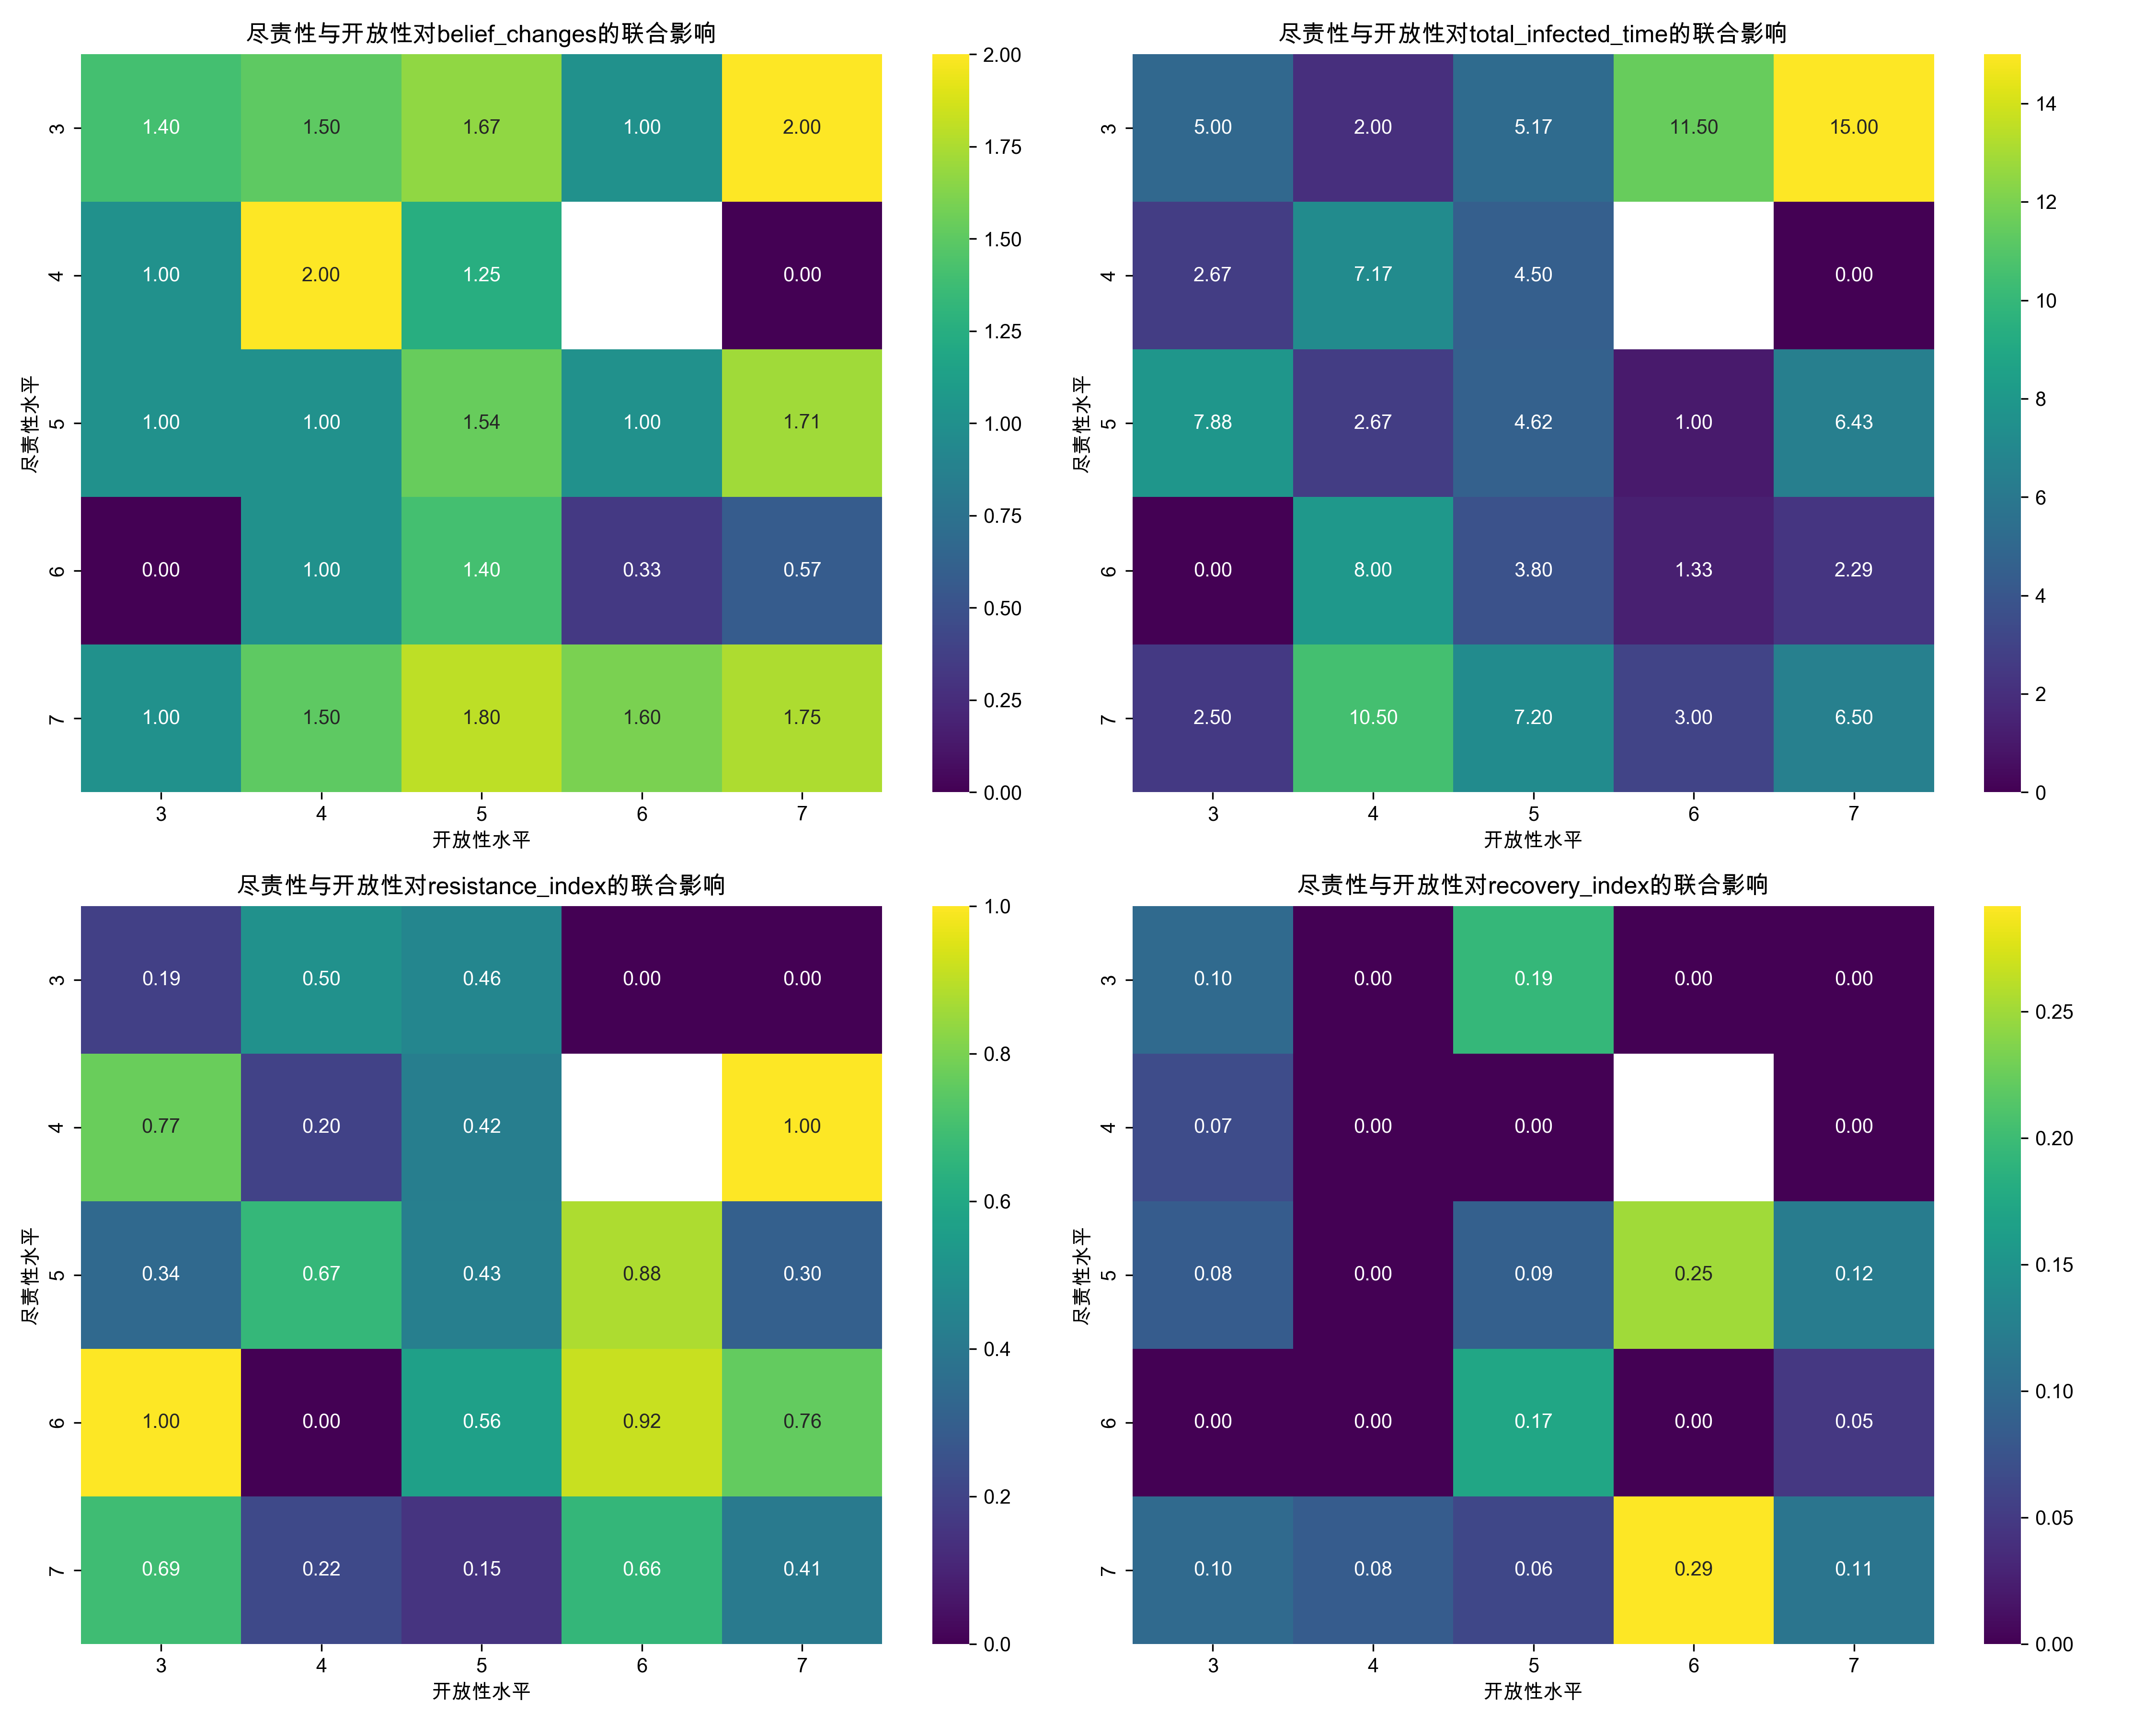 尽责性与开放性对belief_changes的联合影响
3 1.40 1.50 1.67 1.00 2.00
4 1.00 2.00 1.25 0.00
5 1.00 1.00 1.54 1.00 1.71
6 0.00 1.00 1.40 0.33 0.57
7 1.00 1.50 1.80 1.60 1.75
3 4 5 6 7
尽责性水平
开放性水平
2.00
1.75
1.50
1.25
1.00
0.75
0.50
0.25
0.00
尽责性与开放性对total_infected_time的联合影响
3 5.00 2.00 5.17 11.50 15.00
4 2.67 7.17 4.50 0.00
5 7.88 2.67 4.62 1.00 6.43
6 0.00 8.00 3.80 1.33 2.29
7 2.50 10.50 7.20 3.00 6.50
3 4 5 6 7
尽责性水平
开放性水平
14
12
10
8
6
4
2
0
尽责性与开放性对resistance_index的联合影响
3 0.19 0.50 0.46 0.00 0.00
4 0.77 0.20 0.42 1.00
5 0.34 0.67 0.43 0.88 0.30
6 1.00 0.00 0.56 0.92 0.76
7 0.69 0.22 0.15 0.66 0.41
3 4 5 6 7
尽责性水平
开放性水平
1.0
0.8
0.6
0.4
0.2
0.0
尽责性与开放性对recovery_index的联合影响
3 0.10 0.00 0.19 0.00 0.00
4 0.07 0.00 0.00 0.00
5 0.08 0.00 0.09 0.25 0.12
6 0.00 0.00 0.17 0.00 0.05
7 0.10 0.08 0.06 0.29 0.11
3 4 5 6 7
尽责性水平
开放性水平
0.25
0.20
0.15
0.10
0.05
0.00